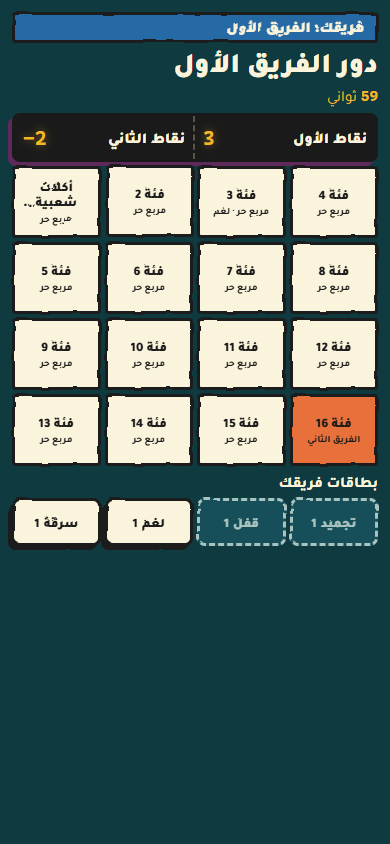 فريقك: الفريق الأول
دور الفريق الأول
59 ثواني
نقاط الأول 3 نقاط الثاني −2
فئة 4
مربع حر
فئة 3
مربع حر · لغم
فئة 2
مربع حر
أكلات
شعبية...
مربع حر
فئة 8
مربع حر
فئة 7
مربع حر
فئة 6
مربع حر
فئة 5
مربع حر
فئة 12
مربع حر
فئة 11
مربع حر
فئة 10
مربع حر
فئة 9
مربع حر
فئة 16
الفريق الثاني
فئة 15
مربع حر
فئة 14
مربع حر
فئة 13
مربع حر
بطاقات فريقك
تجميد 1
قفل 1
لغم 1
سرقة 1